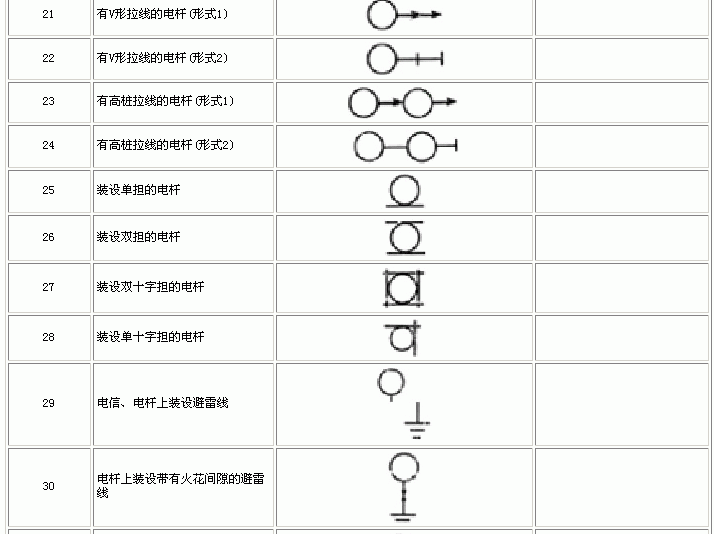 21 有V形拉线的电杆(形式1)
22 有V形拉线的电杆(形式2)
23 有高桩拉线的电杆(形式1)
24 有高桩拉线的电杆(形式2)
25 装设单担的电杆
26 装设双担的电杆
27 装设双十字担的电杆
28 装设单十字担的电杆
29 电信、电杆上装设避雷线
30 电杆上装设带有火花间隙的避雷
线